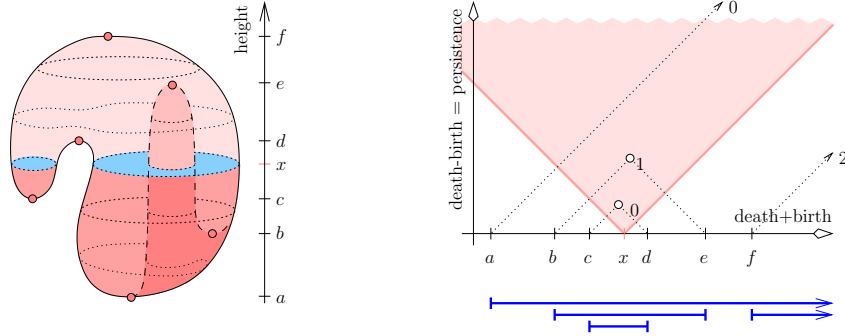 height
f
e
d
x
c
b
a
death-birth = persistence
0
2
1
0
death+birth
a b c x d e f